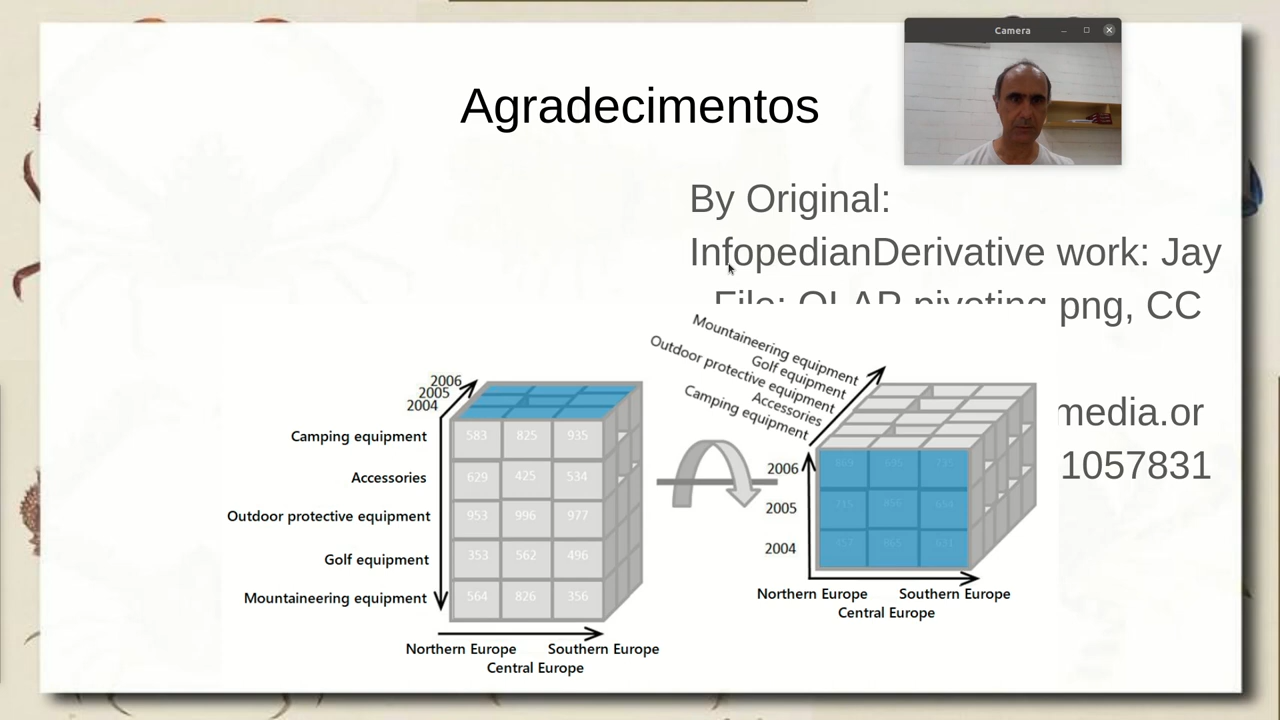 Camera
Agradecimentos
By Original:
InfopedianDerivative work: Jay
File: OLAP pivoting.png, CC
media.or
1057831
2006
2005
2004
Camping equipment
Accessories
Outdoor protective equipment
Golf equipment
Mountaineering equipment
583 825 935
629 425 534
953 996 977
353 562 496
564 826 356
Northern Europe Southern Europe
Central Europe
Mountaineering equipment
Golf equipment
Outdoor protective equipment
Accessories
Camping equipment
2006
2005
2004
Northern Europe Southern Europe
Central Europe